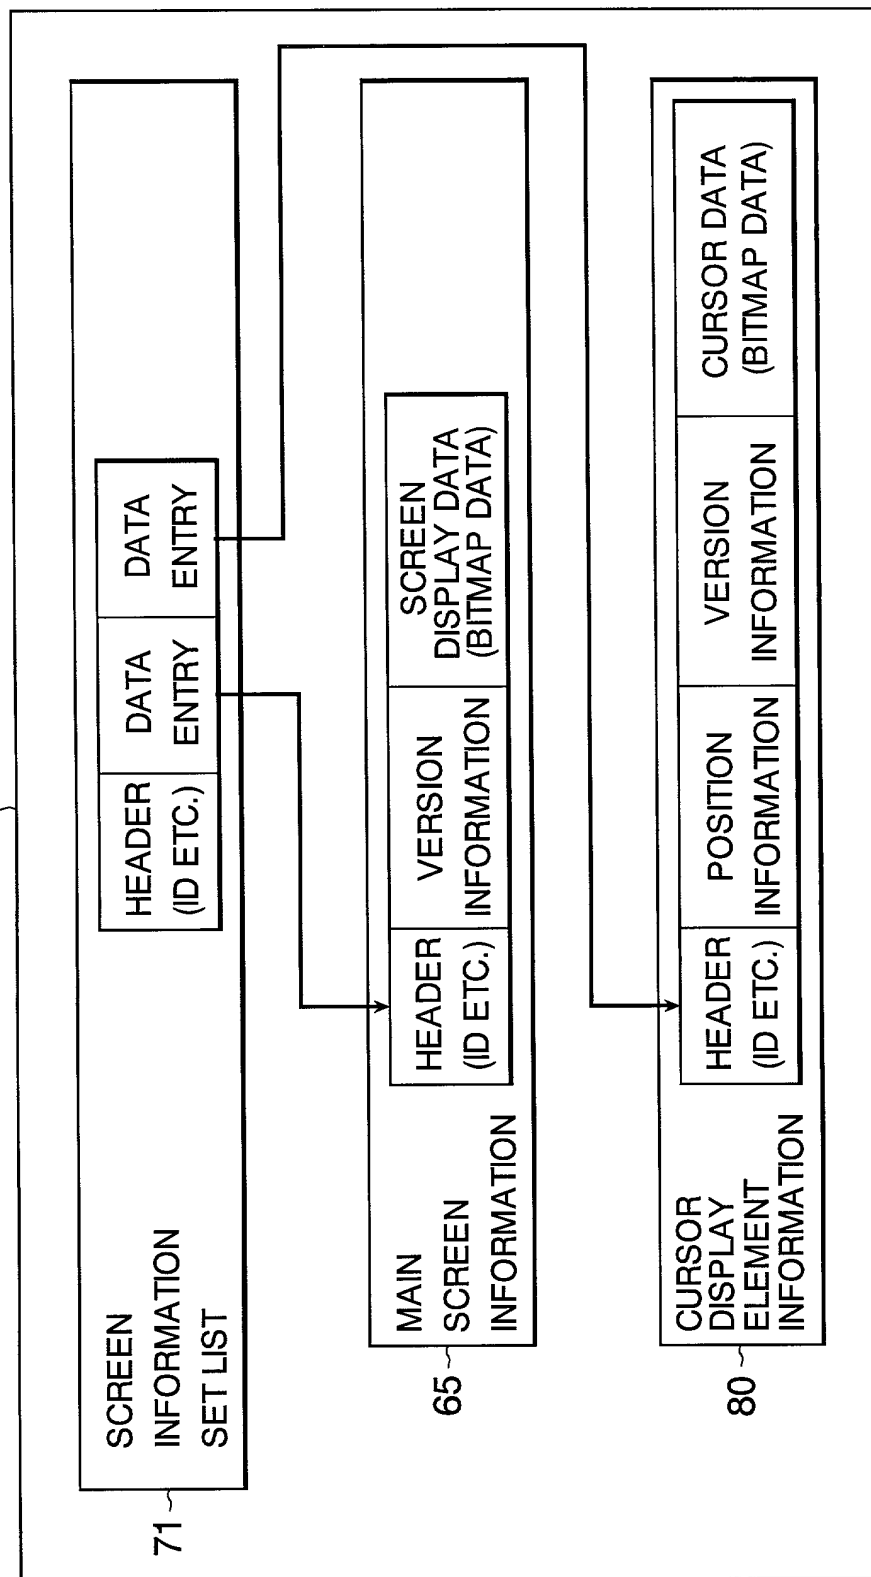 SCREEN
INFORMATION
SET LIST
HEADER
(ID ETC.)
DATA
ENTRY
DATA
ENTRY
71
MAIN
SCREEN
INFORMATION
HEADER
(ID ETC.)
VERSION
INFORMATION
SCREEN
DISPLAY DATA
(BITMAP DATA)
65
CURSOR
DISPLAY
ELEMENT
INFORMATION
HEADER
(ID ETC.)
POSITION
INFORMATION
VERSION
INFORMATION
CURSOR DATA
(BITMAP DATA)
80